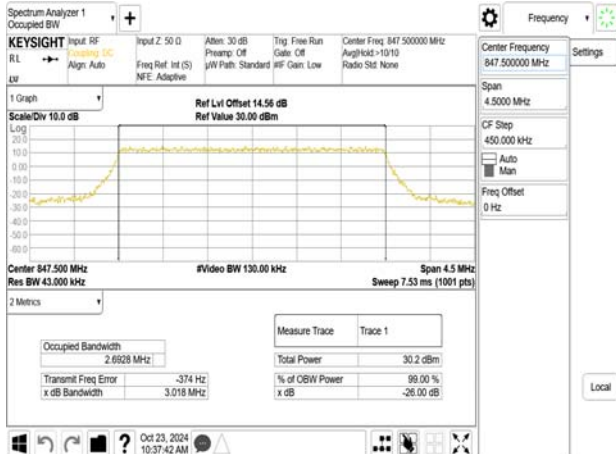 Spectrum Analyzer 1
Occupied BW
Frequency
KEYSIGHT
RL
Input: RF
Coupling: DC
Align: Auto
Input Z: 50 Ω
Freq Ref: Int (S)
NFE: Adaptive
Atten: 30 dB
Preamp: Off
µW Path: Standard
Trig: Free Run
Gate: Off
#IF Gain: Low
Center Freq: 847.500000 MHz
Avg|Hold:>10/10
Radio Std: None
Center Frequency
847.500000 MHz
Settings
Span
4.5000 MHz
CF Step
450.000 kHz
Auto
Man
Freq Offset
0 Hz
Local
1 Graph
Scale/Div 10.0 dB
Ref Lvl Offset 14.56 dB
Ref Value 30.00 dBm
Log
20.0
10.0
0.00
-10.0
-20.0
-30.0
-40.0
-50.0
-60.0
Center 847.500 MHz
#Video BW 130.00 kHz
Span 4.5 MHz
Res BW 43.000 kHz
Sweep 7.53 ms (1001 pts)
2 Metrics
Measure Trace
Trace 1
Occupied Bandwidth
2.6928 MHz
Total Power
30.2 dBm
Transmit Freq Error
-374 Hz
% of OBW Power
99.00 %
x dB Bandwidth
3.018 MHz
x dB
-26.00 dB
?
Oct 23, 2024
10:37:42 AM